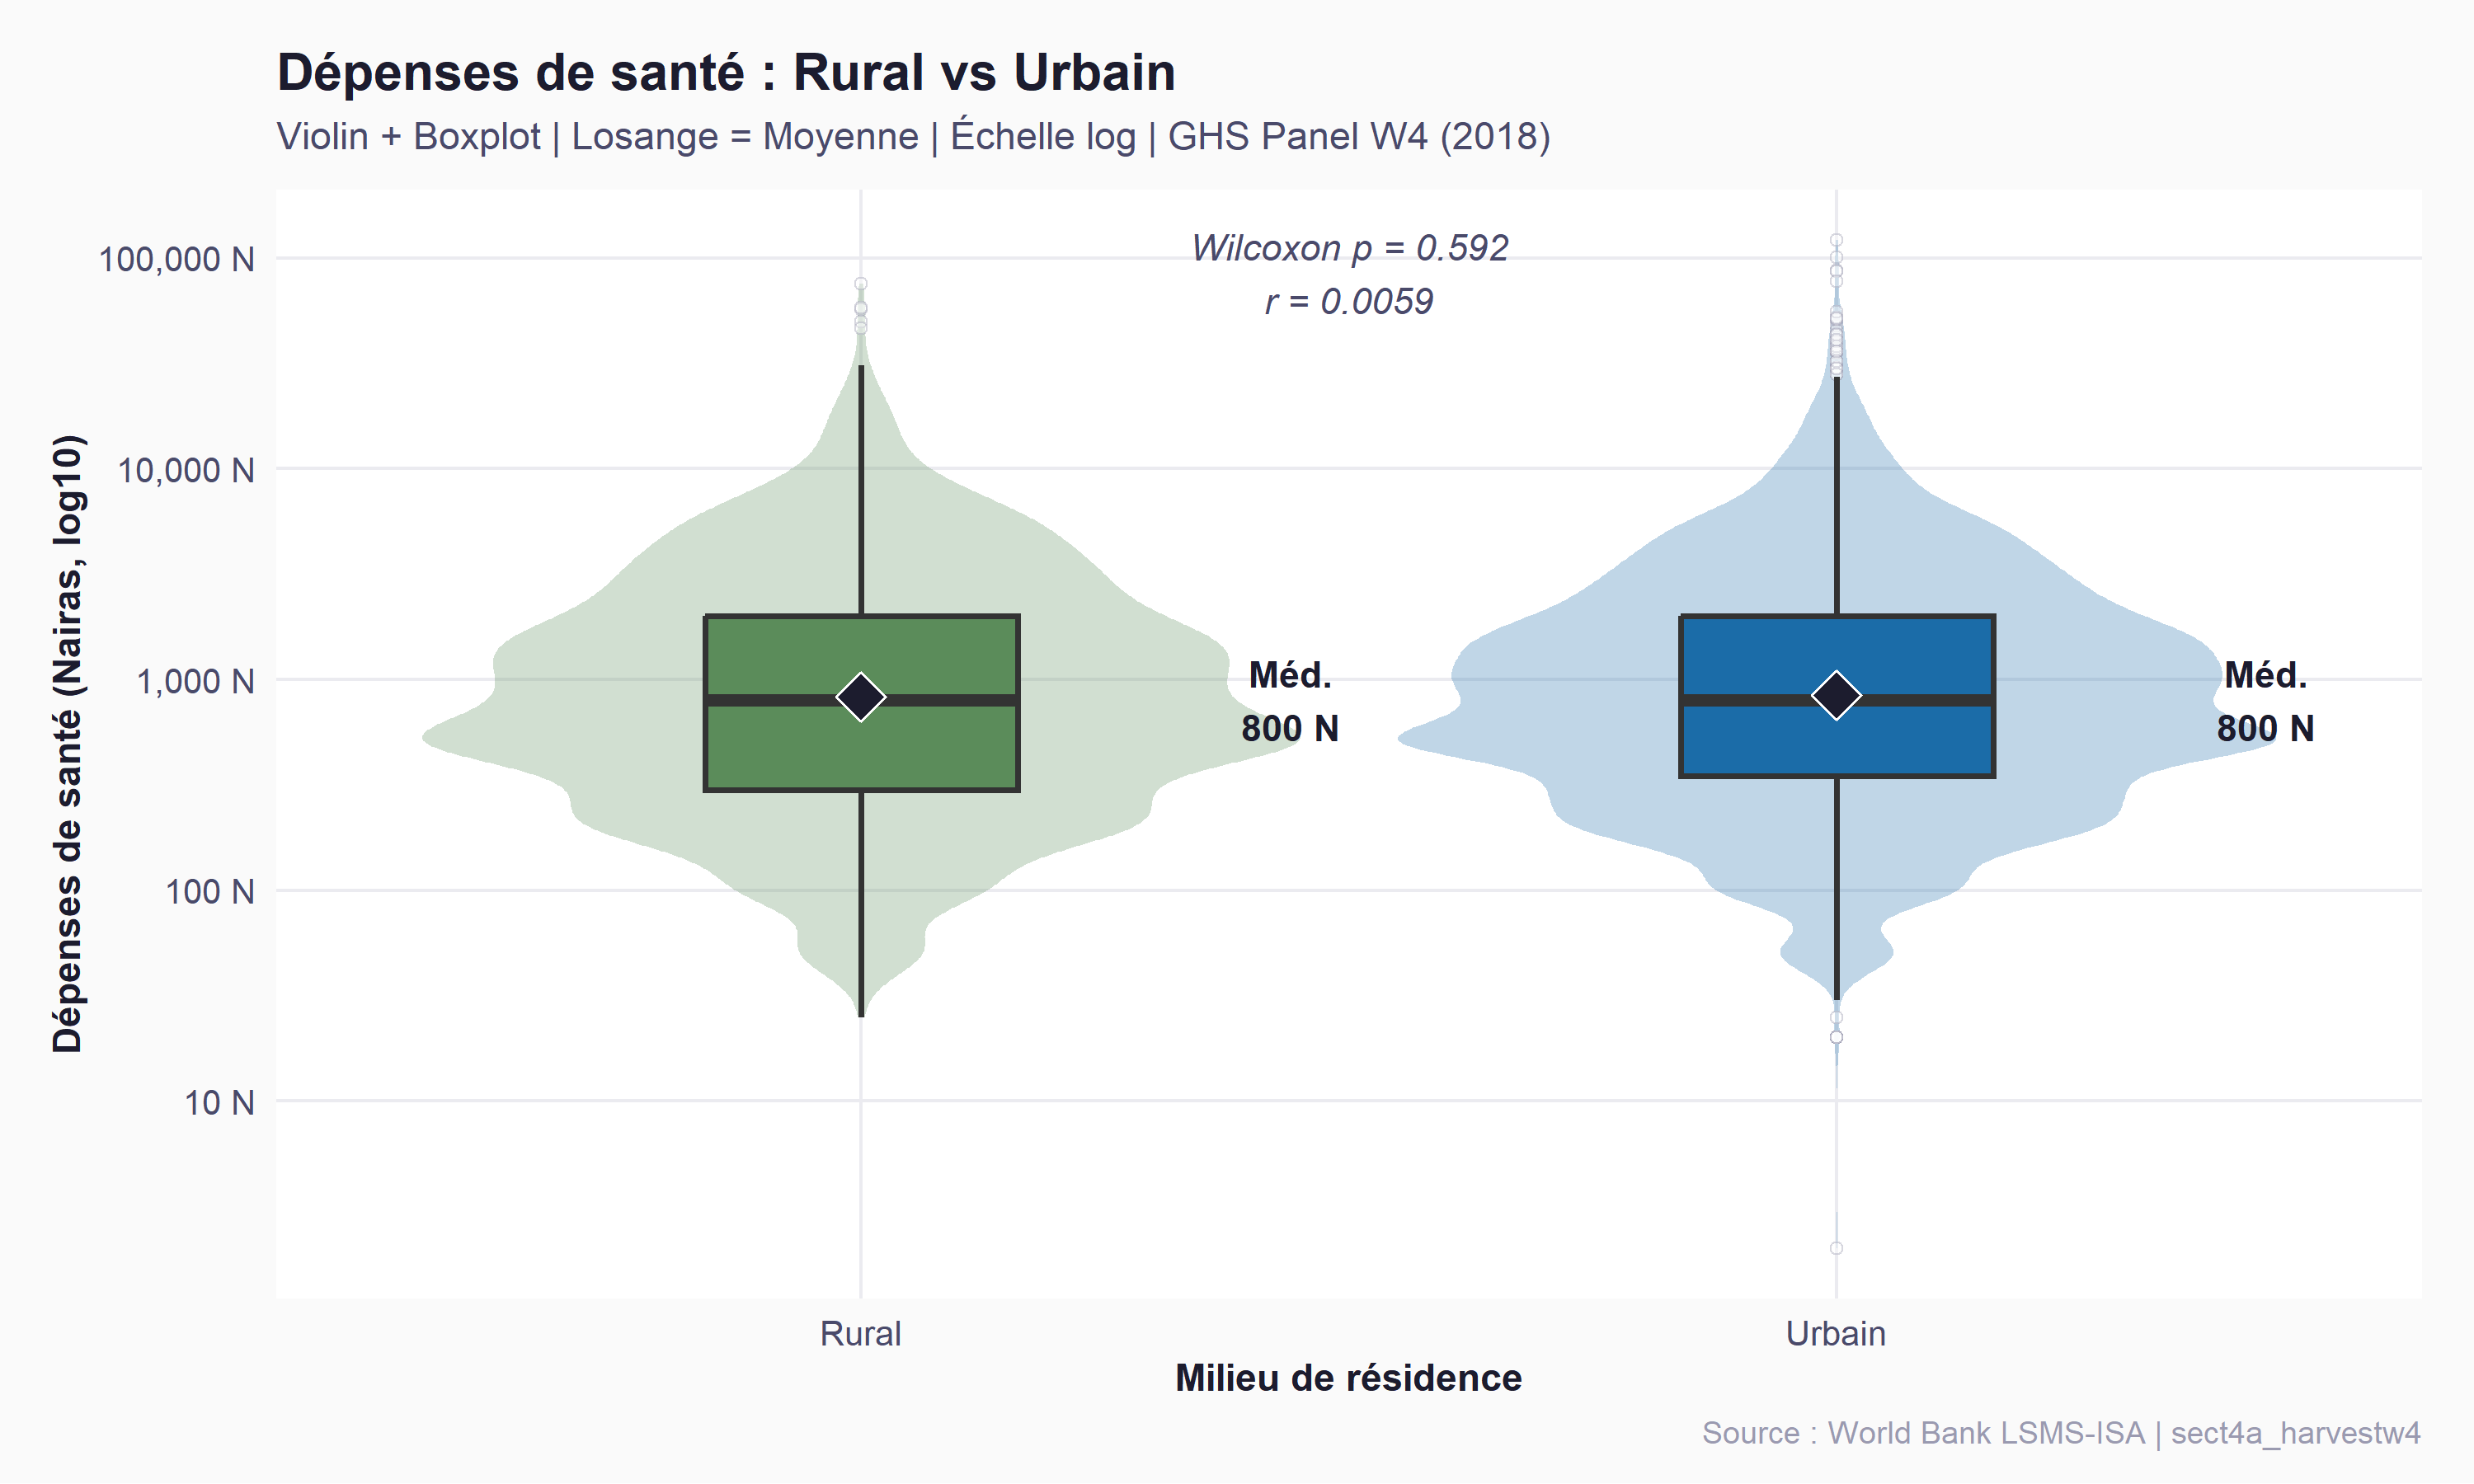 Dépenses de santé : Rural vs Urbain
Violin + Boxplot | Losange = Moyenne | Échelle log | GHS Panel W4 (2018)
Dépenses de santé (Nairas, log10)
100,000 N
10,000 N
1,000 N
100 N
10 N
Wilcoxon p = 0.592
r = 0.0059
Méd.
800 N
Méd.
800 N
Rural
Urbain
Milieu de résidence
Source : World Bank LSMS-ISA | sect4a_harvestw4